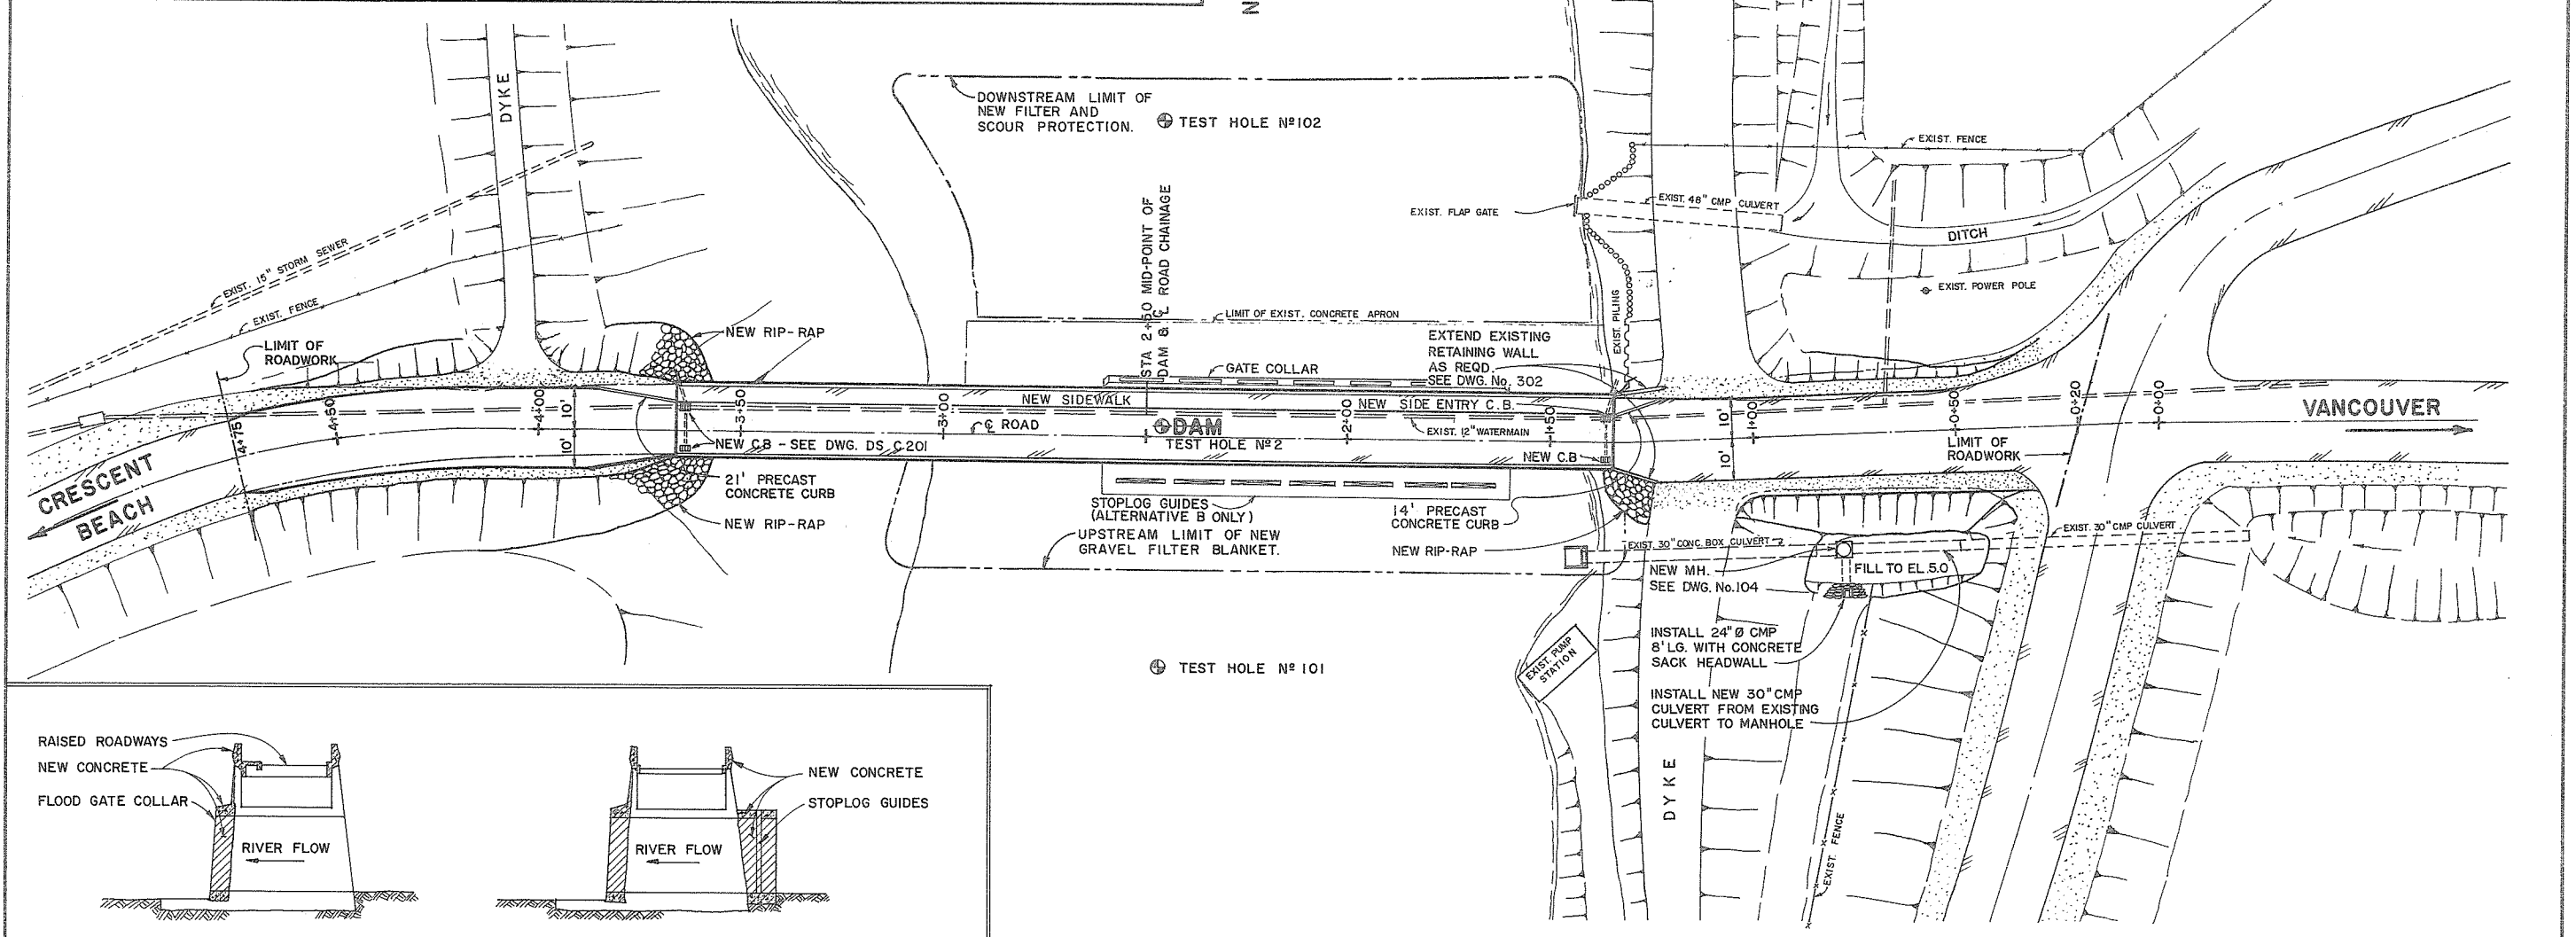 N
DYKE
DOWNSTREAM LIMIT OF
NEW FILTER AND
SCOUR PROTECTION.
TEST HOLE Nº 102
EXIST. FENCE
EXIST. FLAP GATE
EXIST. 48" CMP CULVERT
DITCH
EXIST. POWER POLE
EXIST. 15" STORM SEWER
EXIST. FENCE
LIMIT OF
ROADWORK
NEW RIP-RAP
STA 2+50 MID-POINT OF
DAM & ℄ ROAD CHAINAGE
LIMIT OF EXIST. CONCRETE APRON
EXIST. PILING
EXTEND EXISTING
RETAINING WALL
AS REQD.
SEE DWG. No. 302
GATE COLLAR
NEW SIDEWALK
NEW SIDE ENTRY C.B.
4+75
4+50
4+00
10'
10'
3+50
3+00
℄ ROAD
DAM
TEST HOLE Nº 2
2+00
EXIST. 12" WATERMAIN
1+50
1+00
10'
10'
0+50
0+20
0+00
VANCOUVER
LIMIT OF
ROADWORK
NEW C.B - SEE DWG. DS C.201
NEW C.B
CRESCENT
BEACH
21' PRECAST
CONCRETE CURB
NEW RIP-RAP
STOPLOG GUIDES
(ALTERNATIVE B ONLY)
14' PRECAST
CONCRETE CURB
UPSTREAM LIMIT OF NEW
GRAVEL FILTER BLANKET.
NEW RIP-RAP
EXIST. 30" CONC. BOX CULVERT
EXIST. 30" CMP CULVERT
NEW MH.
SEE DWG. No. 104
FILL TO EL. 5.0
INSTALL 24" Ø CMP
8' LG. WITH CONCRETE
SACK HEADWALL
INSTALL NEW 30" CMP
CULVERT FROM EXISTING
CULVERT TO MANHOLE
EXIST. PUMP
STATION
TEST HOLE Nº 101
DYKE
EXIST. FENCE
RAISED ROADWAYS
NEW CONCRETE
FLOOD GATE COLLAR
RIVER FLOW
NEW CONCRETE
STOPLOG GUIDES
RIVER FLOW